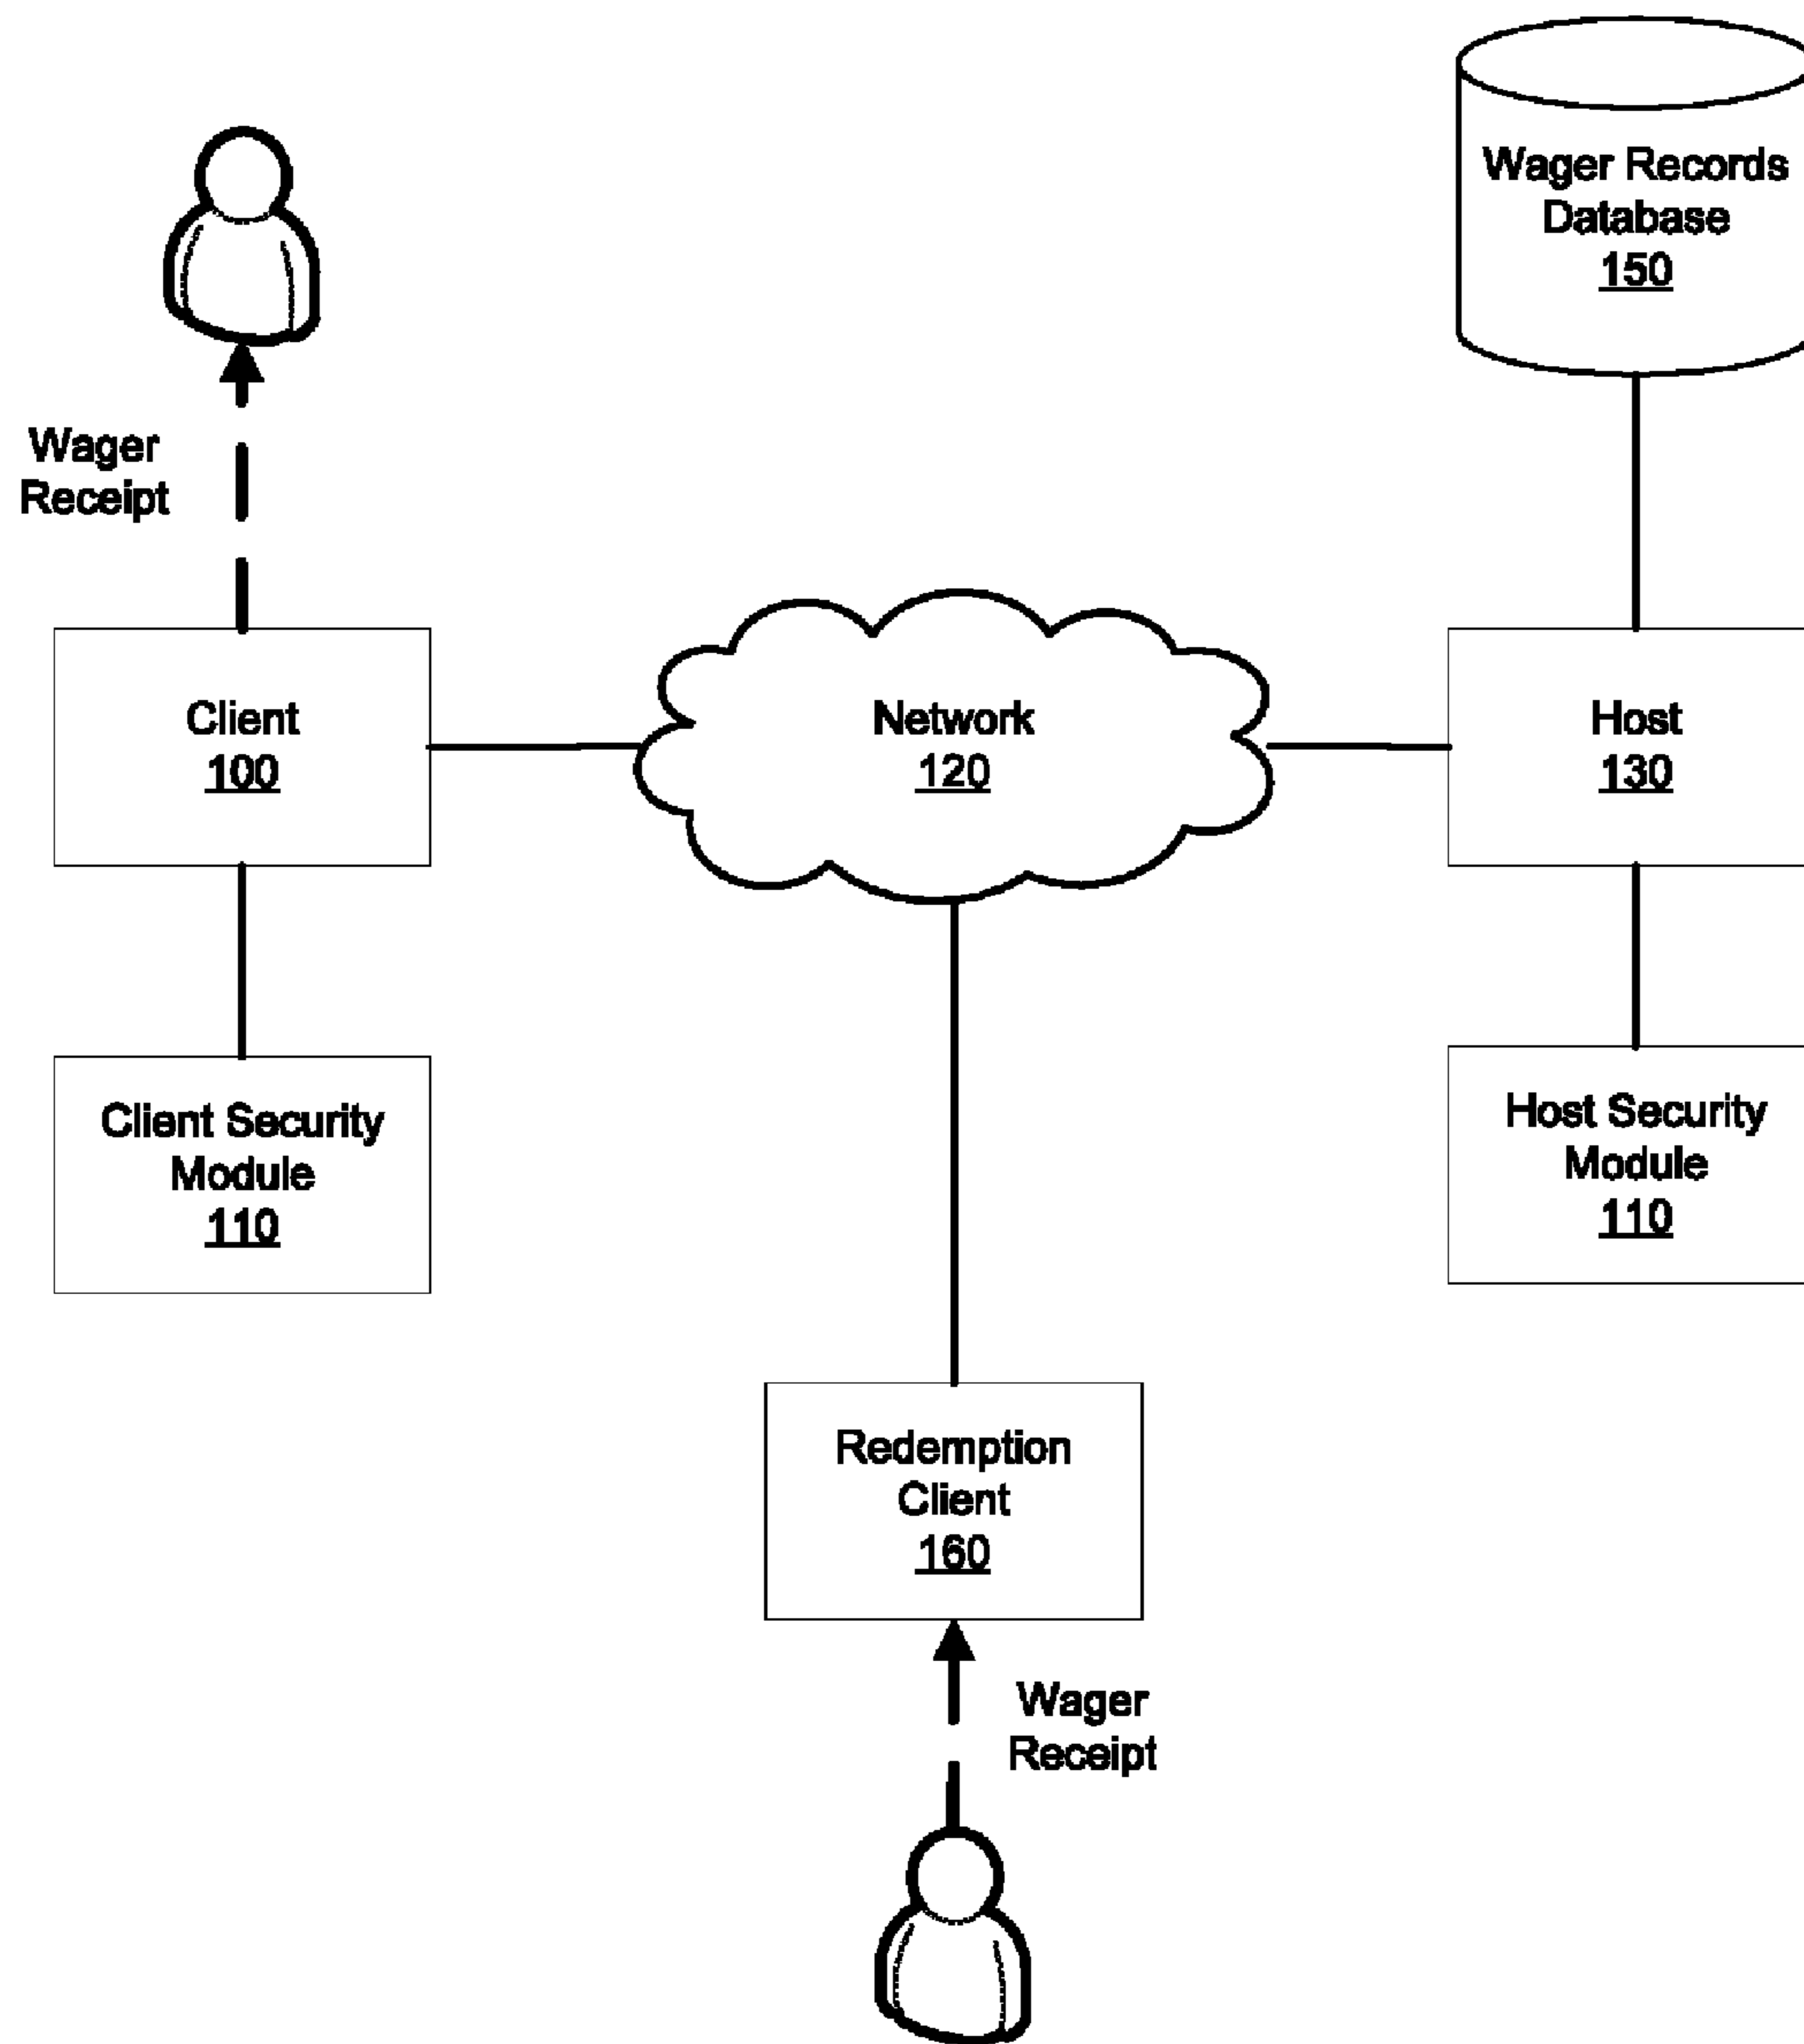 Wager Records
Database
150
Wager
Receipt
Client
100
Network
120
Host
130
Client Security
Module
110
Host Security
Module
110
Redemption
Client
160
Wager
Receipt